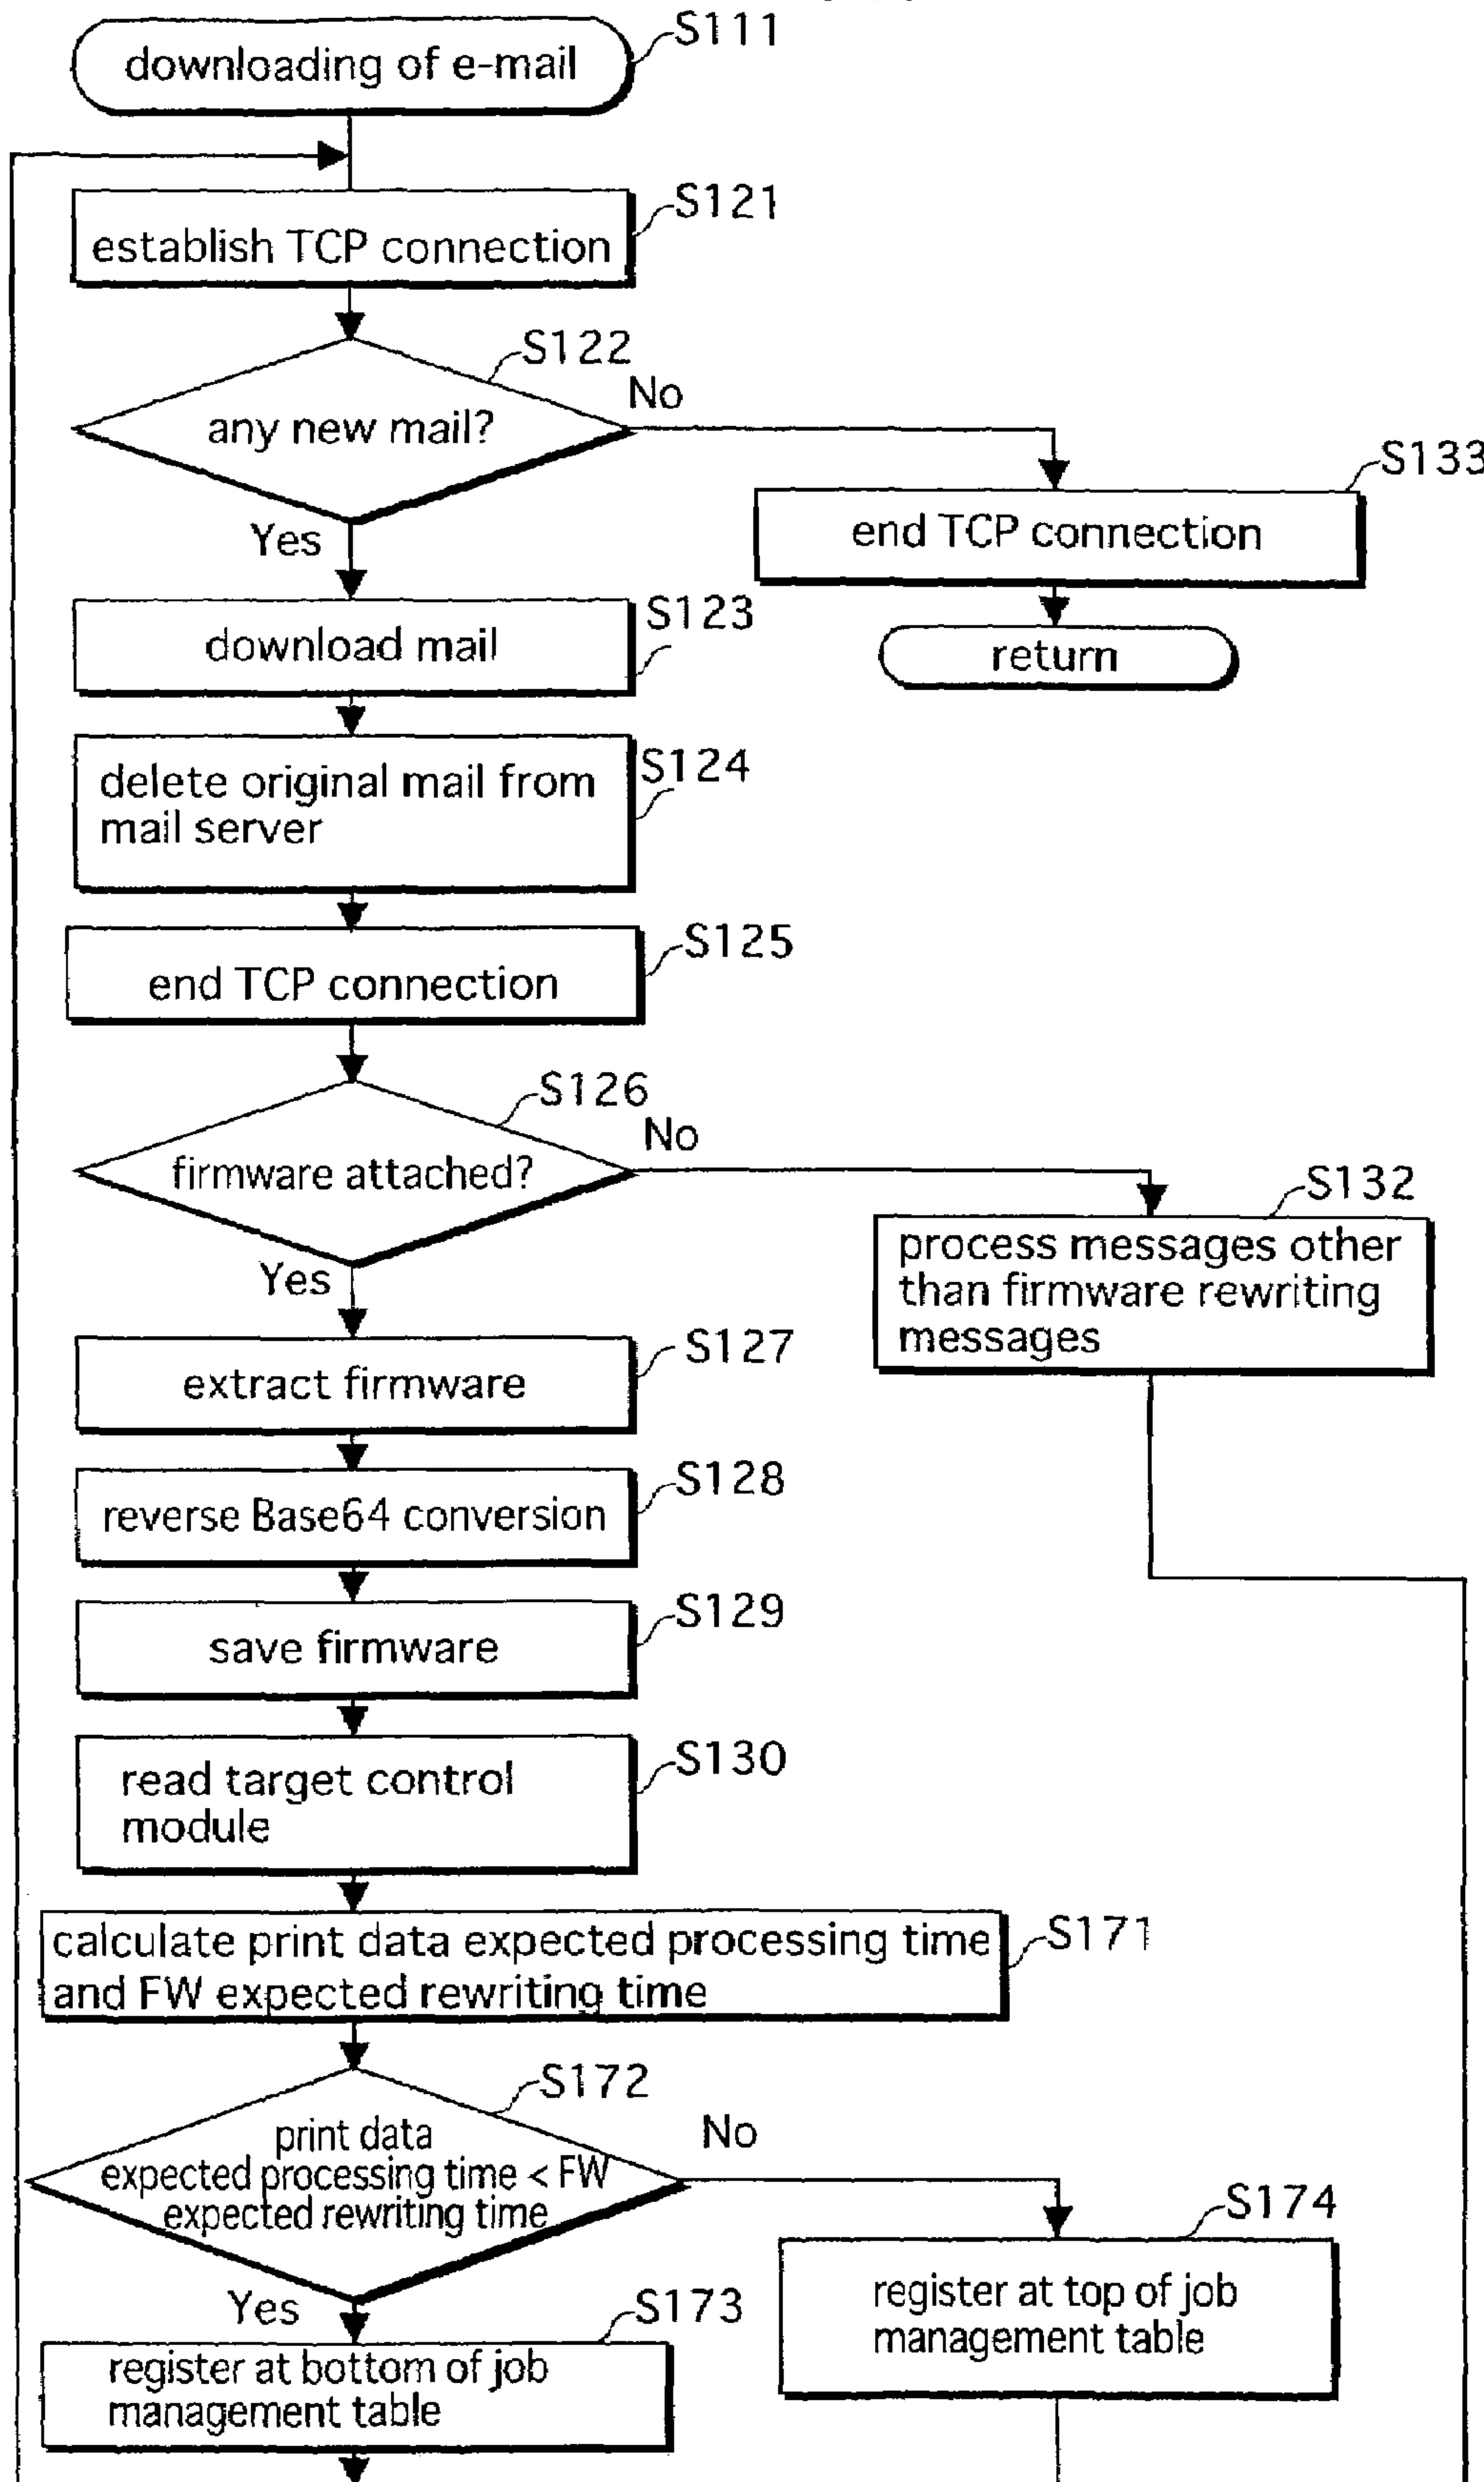 downloading of e-mail
S111
establish TCP connection
S121
any new mail?
S122
No
Yes
end TCP connection
S133
return
download mail
S123
delete original mail from
mail server
S124
end TCP connection
S125
firmware attached?
S126
No
Yes
process messages other
than firmware rewriting
messages
S132
extract firmware
S127
reverse Base64 conversion
S128
save firmware
S129
read target control
module
S130
calculate print data expected processing time
and FW expected rewriting time
S171
print data
expected processing time < FW
expected rewriting time
S172
No
Yes
register at top of job
management table
S174
register at bottom of job
management table
S173